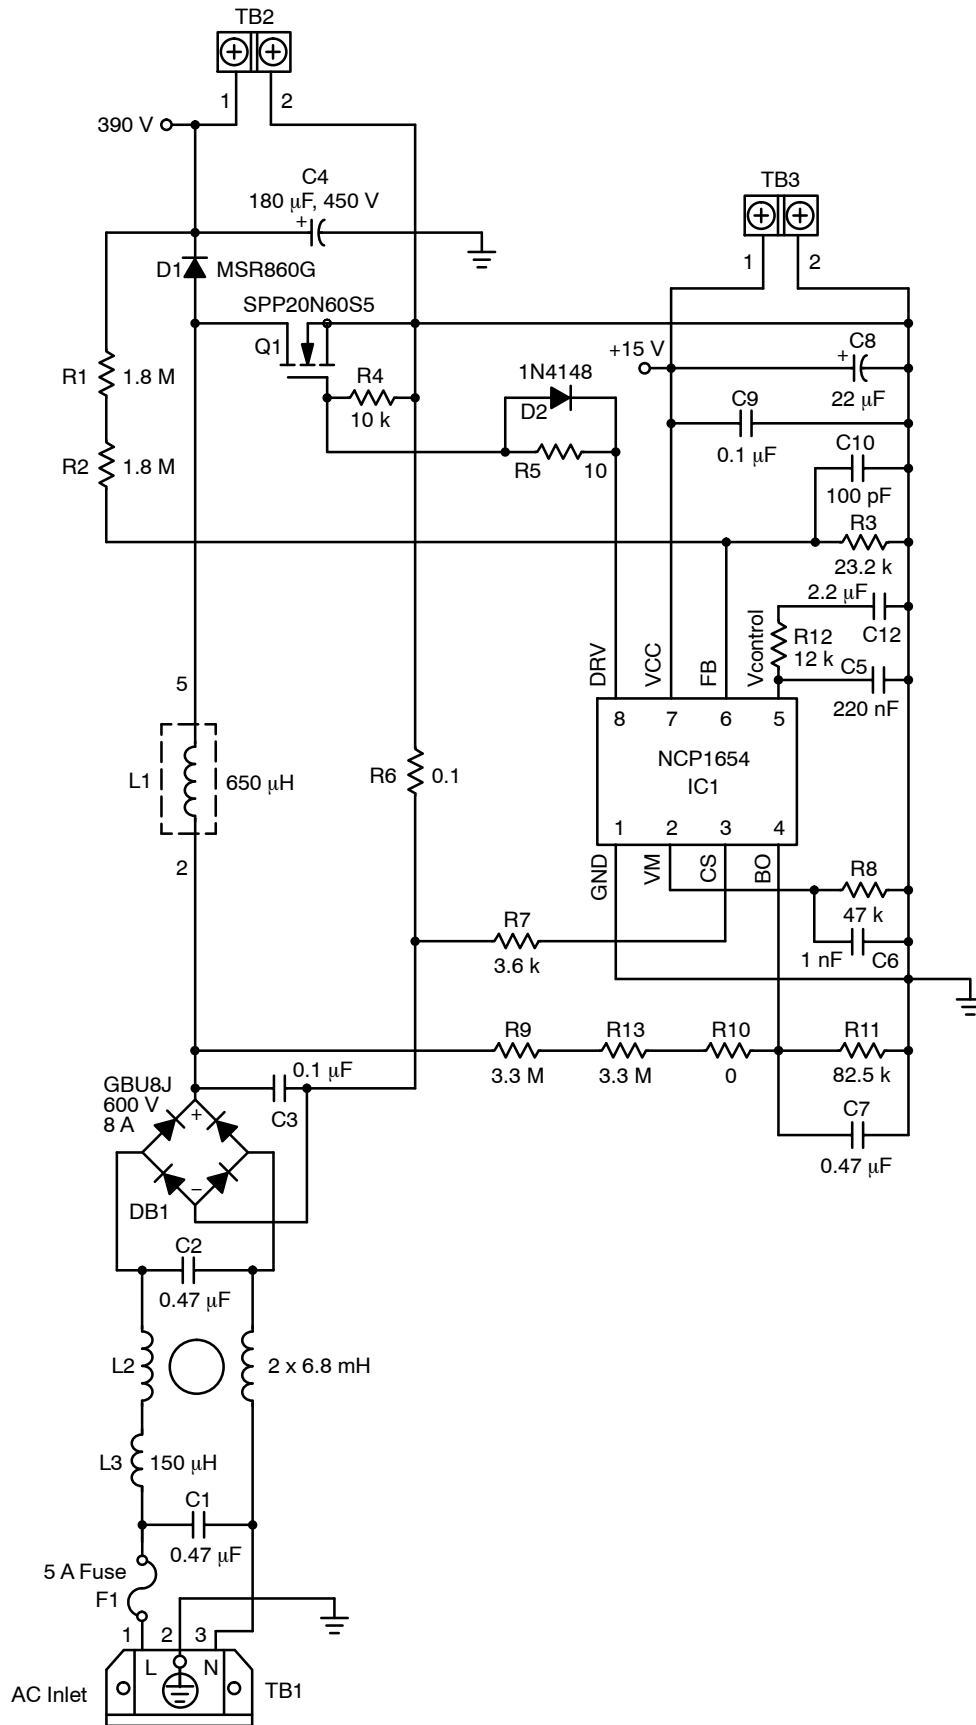 TB2
1
2
390 V
C4
180 μF, 450 V
+
TB3
1
2
D1
MSR860G
SPP20N60S5
Q1
+15 V
C8
+
22 μF
R1
1.8 M
R4
10 k
1N4148
D2
C9
0.1 μF
R2
1.8 M
R5
10
C10
100 pF
R3
23.2 k
2.2 μF
C12
R12
12 k
C5
220 nF
DRV
VCC
FB
Vcontrol
5
8
7
6
5
NCP1654
IC1
L1
650 μH
R6
0.1
1
2
3
4
2
GND
VM
CS
BO
R8
47 k
R7
3.6 k
1 nF
C6
R9
3.3 M
R13
3.3 M
R10
0
R11
82.5 k
GBU8J
600 V
8 A
0.1 μF
C3
+
−
DB1
C7
0.47 μF
C2
0.47 μF
L2
2 x 6.8 mH
L3
150 μH
C1
0.47 μF
5 A Fuse
F1
1
2
3
L
N
AC Inlet
TB1